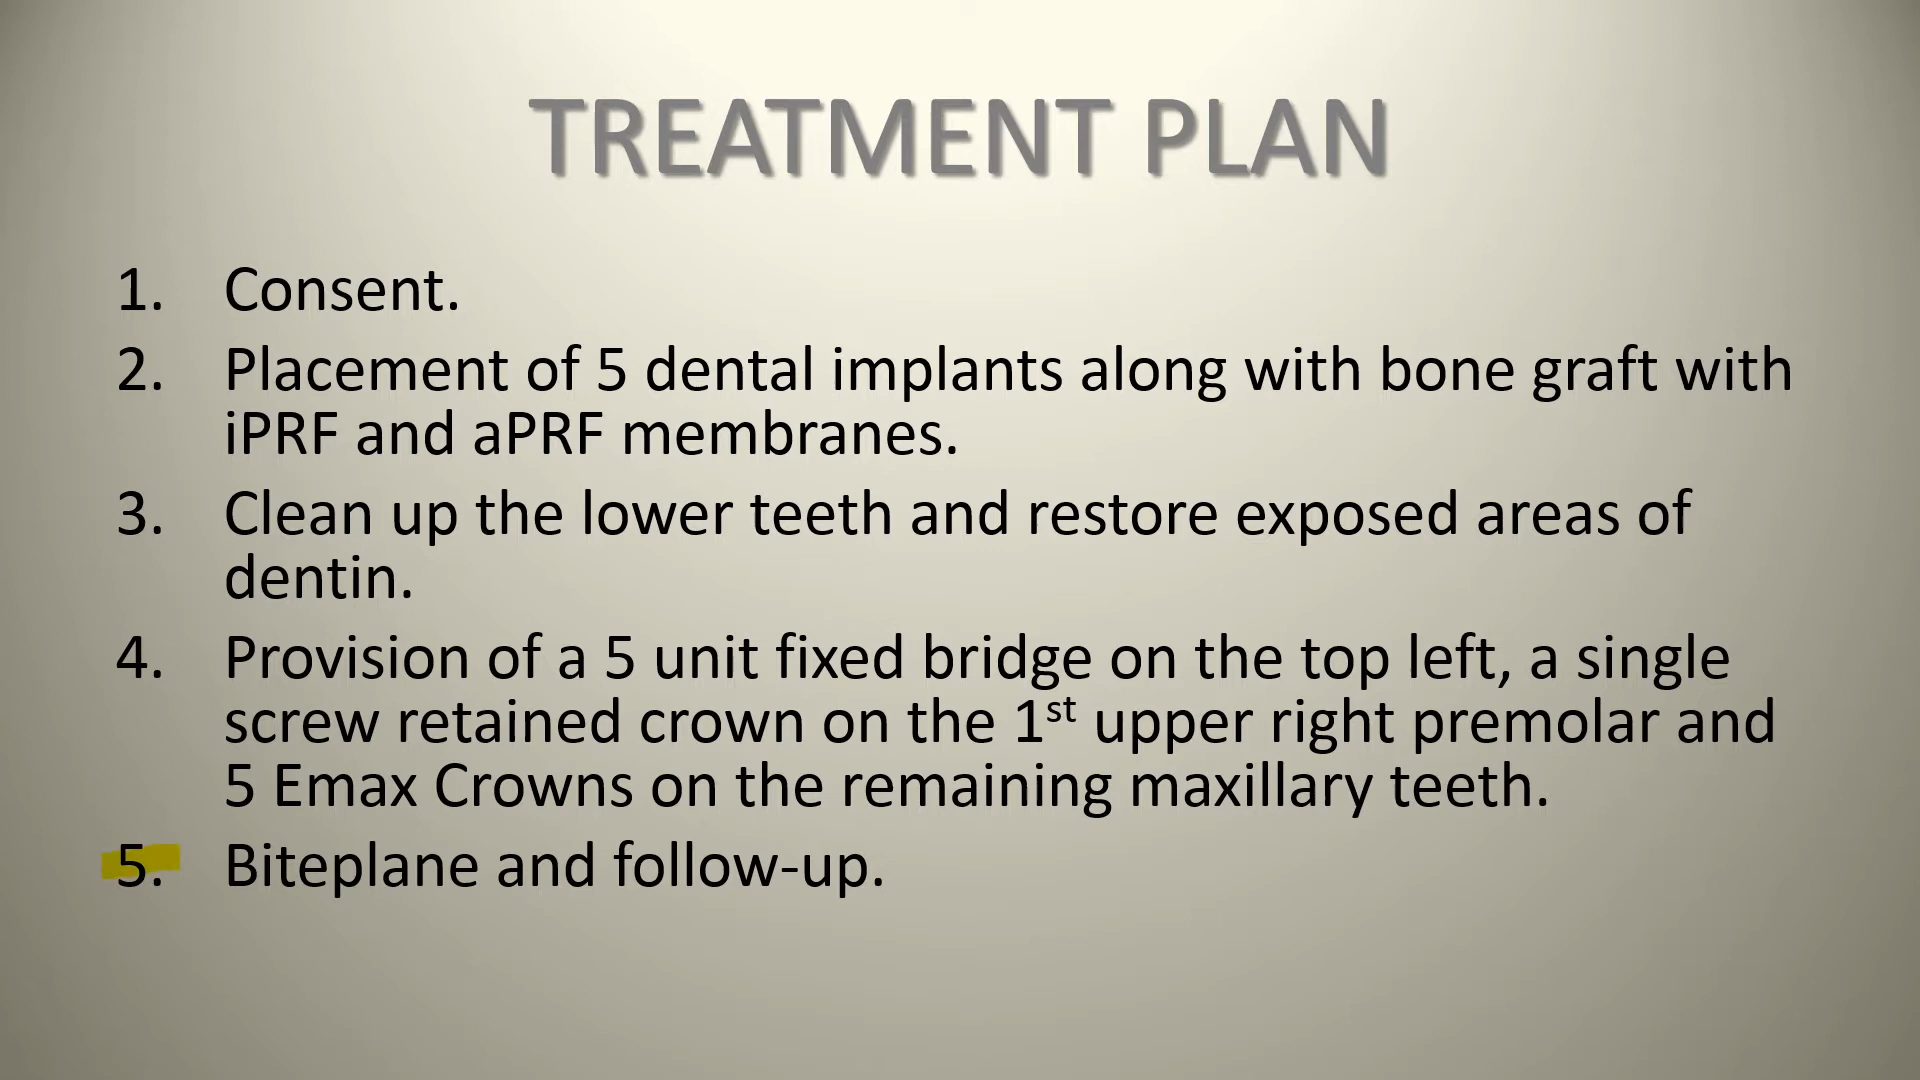 TREATMENT PLAN
1. Consent.
2. Placement of 5 dental implants along with bone graft with
iPRF and aPRF membranes.
3. Clean up the lower teeth and restore exposed areas of
dentin.
4. Provision of a 5 unit fixed bridge on the top left, a single
screw retained crown on the 1st upper right premolar and
5 Emax Crowns on the remaining maxillary teeth.
5. Biteplane and follow-up.